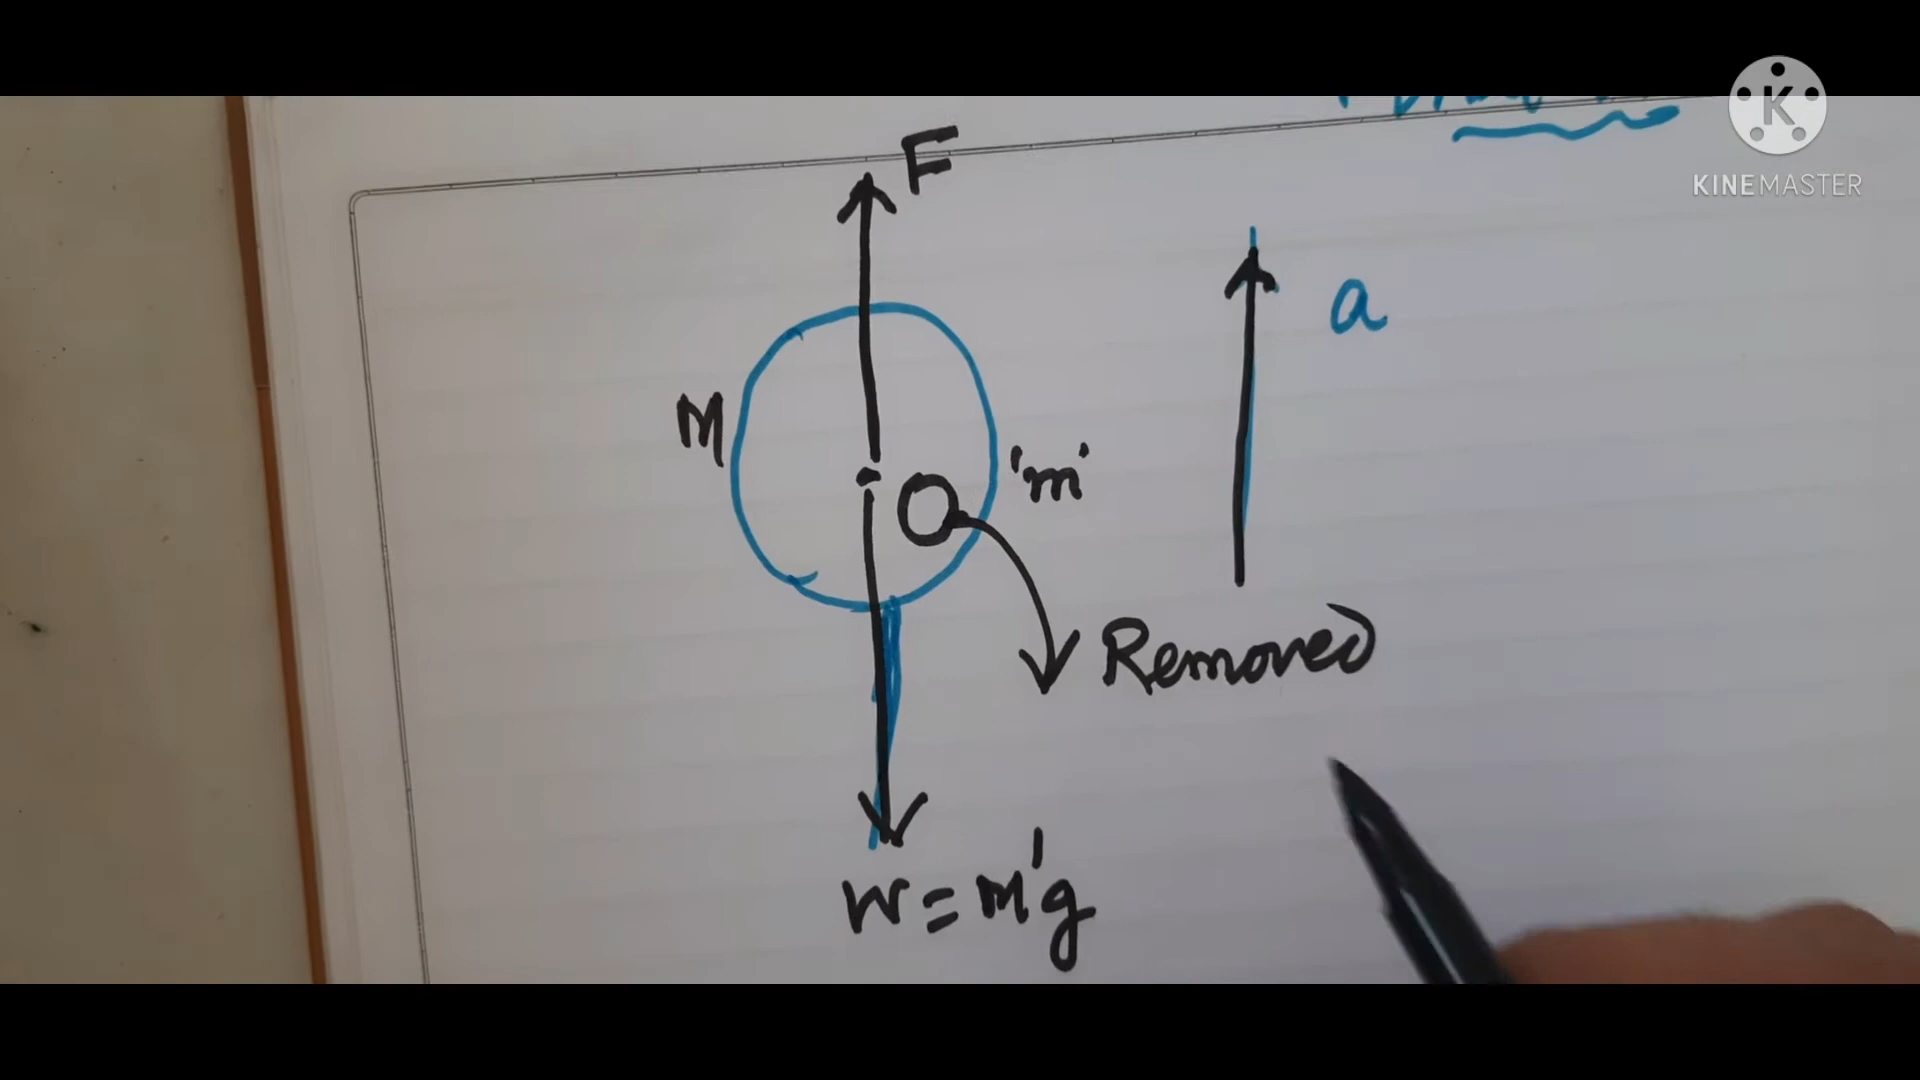 KINEMASTER
F
a
M
'm'
Removed
W = M'g